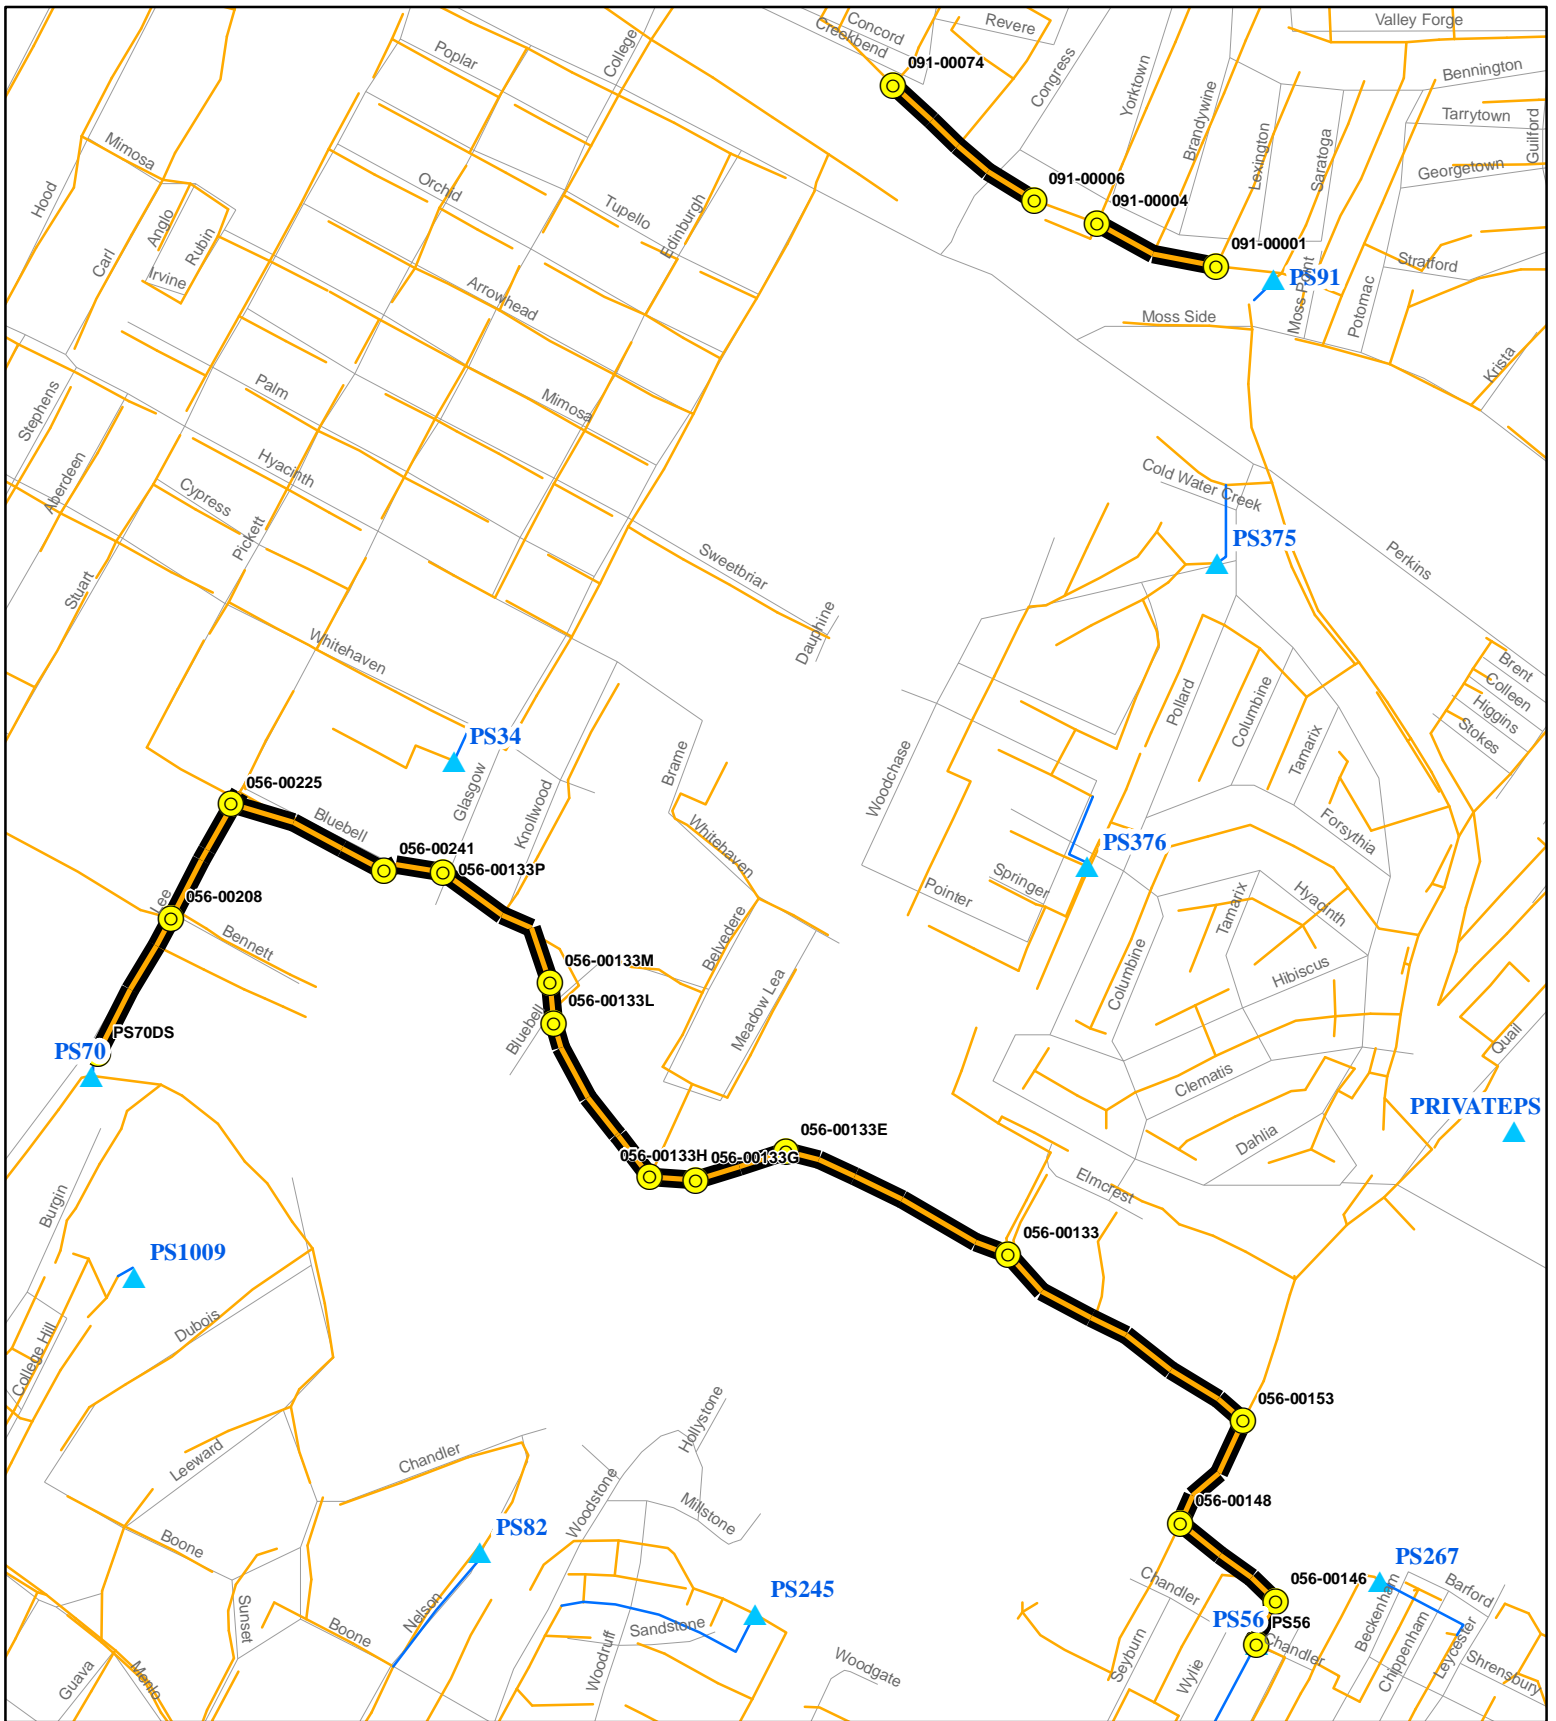 Concord
Creekbend
Revere
Valley Forge
Poplar
College
091-00074
Congress
Yorktown
Brandywine
Bennington
Tarrytown
Guilford
Lexington
Saratoga
Georgetown
Mimosa
Hood
Orchid
Tupello
Edinburgh
091-00006
091-00004
091-00001
Anglo
Rubin
Carl
Irvine
Arrowhead
PS91
Moss Point
Stratford
Potomac
Moss Side
Krista
Stephens
Palm
Mimosa
Aberdeen
Hyacinth
Cypress
Pickett
Cold Water Creek
PS375
Perkins
Sweetbriar
Stuart
Dauphine
Whitehaven
Brent
Colleen
Higgins
Stokes
Pollard
Columbine
Tamarix
PS34
Brame
Woodchase
Glasgow
Knollwood
056-00225
Bluebell
Whitehaven
Forsythia
PS376
056-00241
056-00133P
Springer
Pointer
Lee
056-00208
Tamarix
Hyacinth
Bennett
Belvedere
Columbine
Hibiscus
056-00133M
056-00133L
Meadow Lea
Bluebell
PS70DS
PS70
Quail
Clematis
PRIVATEPS
Dahlia
056-00133E
056-00133H
056-00133G
Elmcrest
Burgin
056-00133
PS1009
Dubois
College Hill
Hollystone
056-00153
Leeward
Chandler
Woodstone
Millstone
056-00148
PS82
Boone
PS267
Chandler
056-00146
Beckenham
Barford
PS245
Sunset
Nelson
Sandstone
PS56
PS56
Chandler
Chippenham
Leycester
Boone
Seyburn
Wylie
Woodruff
Woodgate
Shrensbury
Guava
Menlo